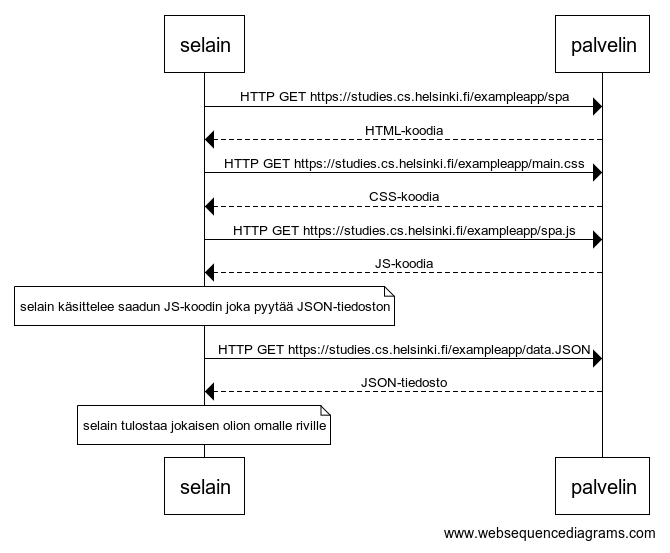 selain palvelin
HTTP GET https://studies.cs.helsinki.fi/exampleapp/spa
HTML-koodia
HTTP GET https://studies.cs.helsinki.fi/exampleapp/main.css
CSS-koodia
HTTP GET https://studies.cs.helsinki.fi/exampleapp/spa.js
JS-koodia
selain käsittelee saadun JS-koodin joka pyytää JSON-tiedoston
HTTP GET https://studies.cs.helsinki.fi/exampleapp/data.JSON
JSON-tiedosto
selain tulostaa jokaisen olion omalle riville
selain palvelin
www.websequencediagrams.com